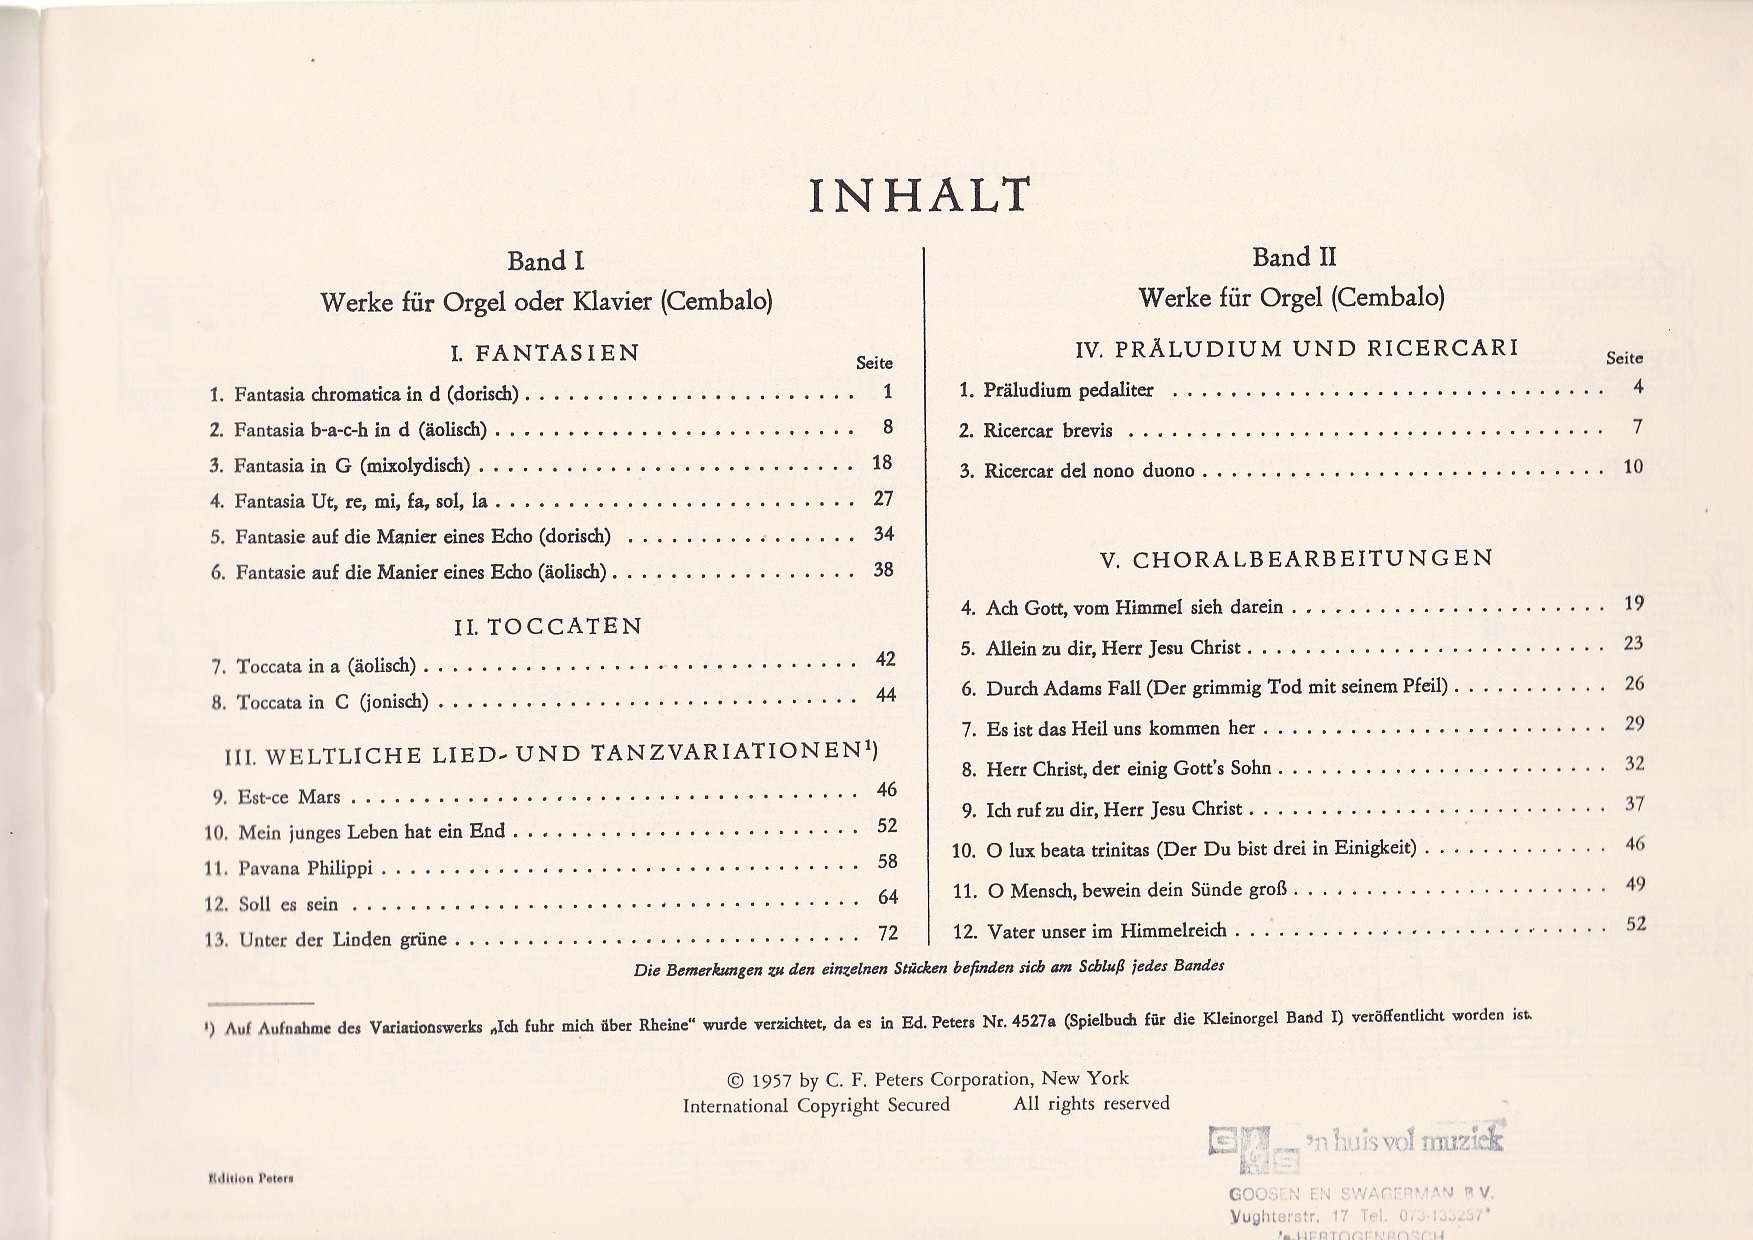 INHALT
Band I
Werke für Orgel oder Klavier (Cembalo)
I. FANTASIEN
Seite
1. Fantasia chromatica in d (dorisch) . . . . . . . . . . . . . . . . . . . . . . . 1
2. Fantasia b-a-c-h in d (äolisch) . . . . . . . . . . . . . . . . . . . . . . . . . 8
3. Fantasia in G (mixolydisch) . . . . . . . . . . . . . . . . . . . . . . . . . . 18
4. Fantasia Ut, re, mi, fa, sol, la . . . . . . . . . . . . . . . . . . . . . . . . . 27
5. Fantasie auf die Manier eines Echo (dorisch) . . . . . . . . . . . . . . . . 34
6. Fantasie auf die Manier eines Echo (äolisch) . . . . . . . . . . . . . . . . . 38
II. TOCCATEN
7. Toccata in a (äolisch) . . . . . . . . . . . . . . . . . . . . . . . . . . . . . . 42
8. Toccata in C (jonisch) . . . . . . . . . . . . . . . . . . . . . . . . . . . . . 44
III. WELTLICHE LIED- UND TANZVARIATIONEN¹)
9. Est-ce Mars . . . . . . . . . . . . . . . . . . . . . . . . . . . . . . . . . . . 46
10. Mein junges Leben hat ein End . . . . . . . . . . . . . . . . . . . . . . . . 52
11. Pavana Philippi . . . . . . . . . . . . . . . . . . . . . . . . . . . . . . . . . 58
12. Soll es sein . . . . . . . . . . . . . . . . . . . . . . . . . . . . . . . . . . . 64
13. Unter der Linden grüne . . . . . . . . . . . . . . . . . . . . . . . . . . . . 72
Band II
Werke für Orgel (Cembalo)
IV. PRÄLUDIUM UND RICERCARI
Seite
1. Präludium pedaliter . . . . . . . . . . . . . . . . . . . . . . . . . . . . . . 4
2. Ricercar brevis . . . . . . . . . . . . . . . . . . . . . . . . . . . . . . . . . 7
3. Ricercar del nono duono . . . . . . . . . . . . . . . . . . . . . . . . . . . . 10
V. CHORALBEARBEITUNGEN
4. Ach Gott, vom Himmel sieh darein . . . . . . . . . . . . . . . . . . . . . . 19
5. Allein zu dir, Herr Jesu Christ . . . . . . . . . . . . . . . . . . . . . . . . . 23
6. Durch Adams Fall (Der grimmig Tod mit seinem Pfeil) . . . . . . . . . . . 26
7. Es ist das Heil uns kommen her . . . . . . . . . . . . . . . . . . . . . . . . 29
8. Herr Christ, der einig Gott's Sohn . . . . . . . . . . . . . . . . . . . . . . . 32
9. Ich ruf zu dir, Herr Jesu Christ . . . . . . . . . . . . . . . . . . . . . . . . . 37
10. O lux beata trinitas (Der Du bist drei in Einigkeit) . . . . . . . . . . . . . 46
11. O Mensch, bewein dein Sünde groß . . . . . . . . . . . . . . . . . . . . . . 49
12. Vater unser im Himmelreich . . . . . . . . . . . . . . . . . . . . . . . . . . 52
Die Bemerkungen zu den einzelnen Stücken befinden sich am Schluß jedes Bandes
¹) Auf Aufnahme des Variationswerks „Ich fuhr mich über Rheine“ wurde verzichtet, da es in Ed. Peters Nr. 4527a (Spielbuch für die Kleinorgel Band I) veröffentlicht worden ist.
© 1957 by C. F. Peters Corporation, New York
International Copyright Secured All rights reserved
Edition Peters
'n huis vol muziek
GOOSEN EN SWAGERMAN B V.
Vughterstr. 17 Tel. 073-133257*
's-HERTOGENBOSCH